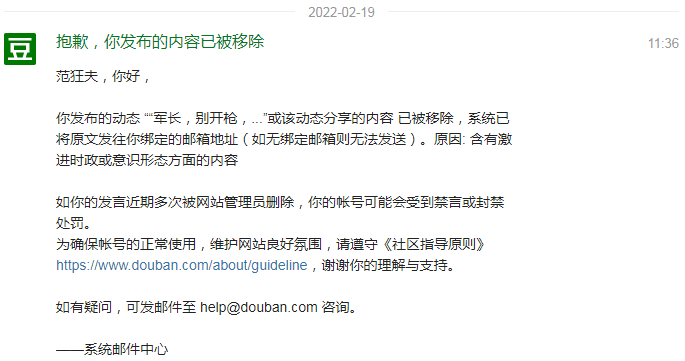 2022-02-19
豆
抱歉，你发布的内容已被移除
11:36
范狂夫，你好，
你发布的动态 ““军长，别开枪，...”或该动态分享的内容 已被移除，系统已
将原文发往你绑定的邮箱地址（如无绑定邮箱则无法发送）。原因: 含有激
进时政或意识形态方面的内容
如你的发言近期多次被网站管理员删除，你的帐号可能会受到禁言或封禁
处罚。
为确保帐号的正常使用，维护网站良好氛围，请遵守《社区指导原则》
https://www.douban.com/about/guideline，谢谢你的理解与支持。
如有疑问，可发邮件至 help@douban.com 咨询。
——系统邮件中心